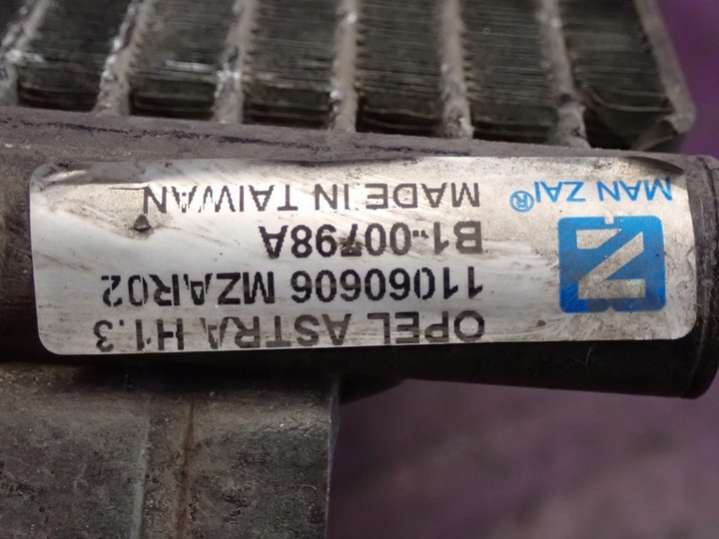 OPEL ASTRA H1.3
11060606 MZAR02
B1-00798A
MADE IN TAIWAN
MAN ZAI®